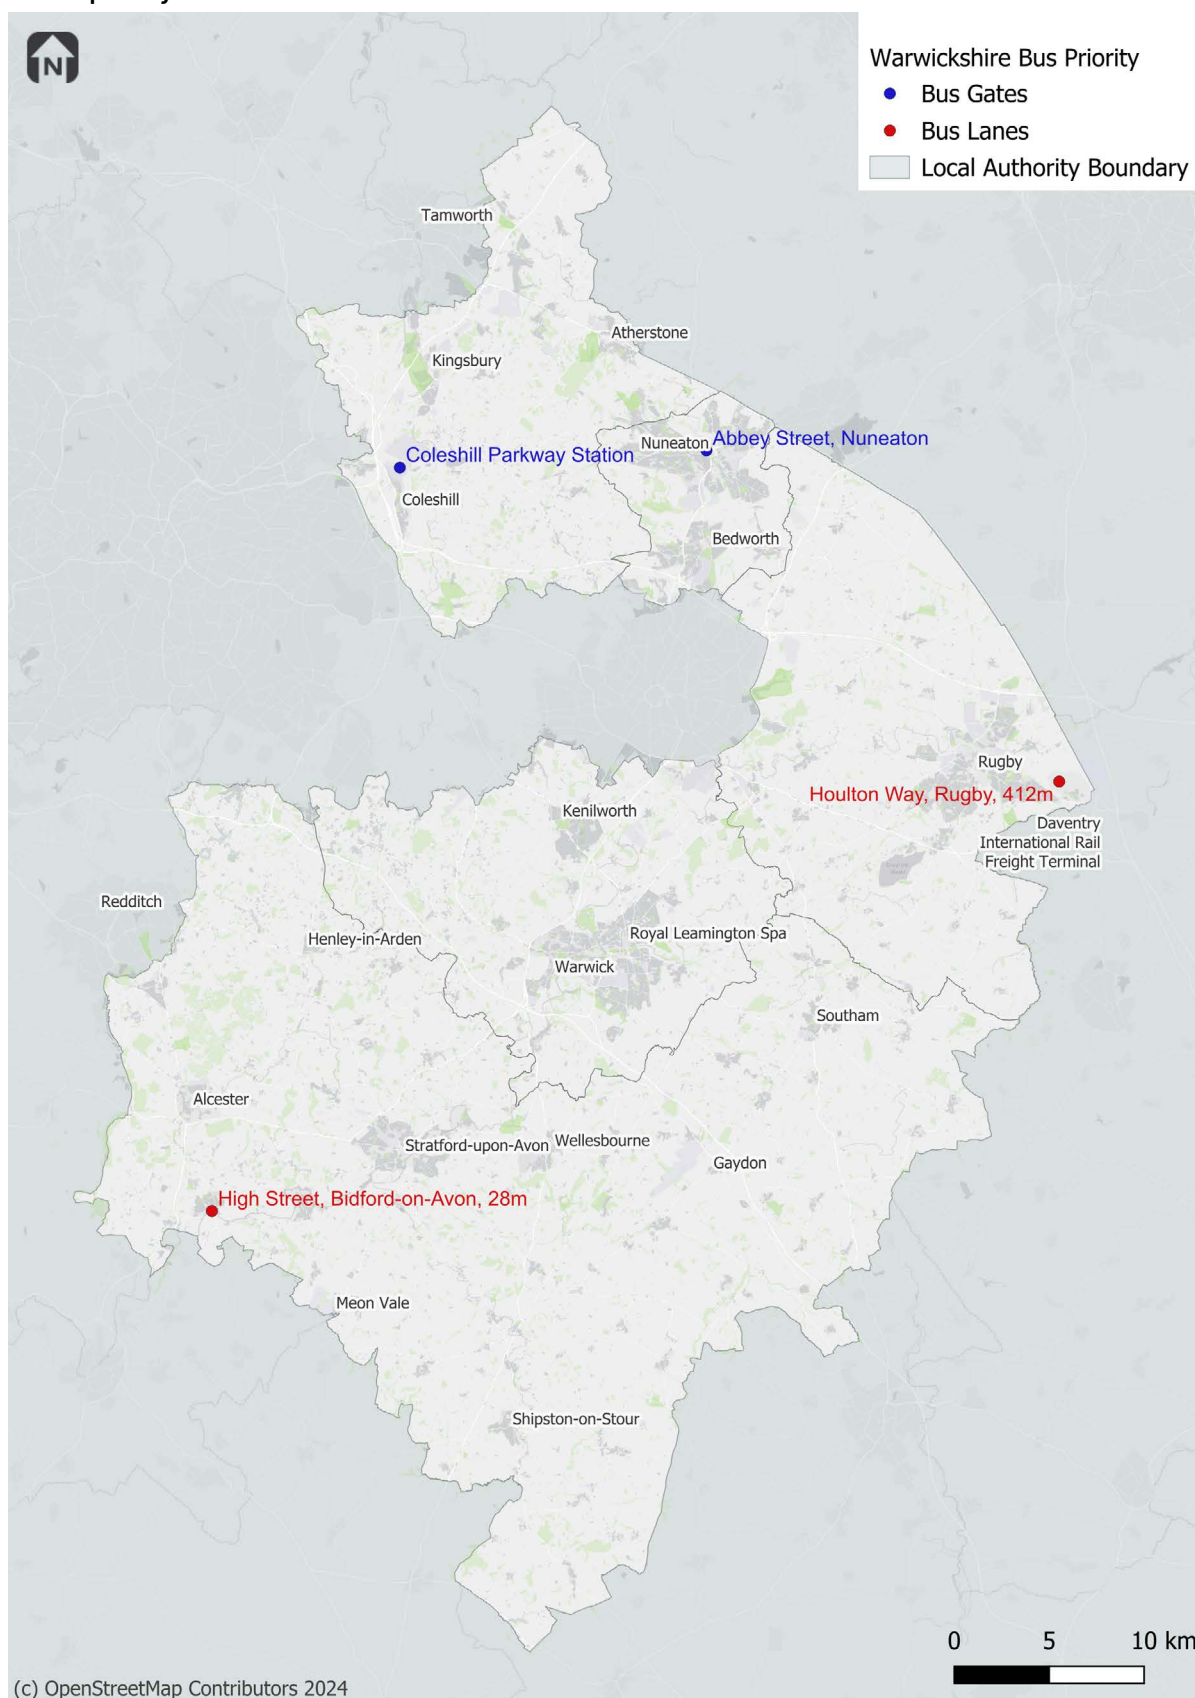 N
Warwickshire Bus Priority
Bus Gates
Bus Lanes
Local Authority Boundary
Tamworth
Atherstone
Kingsbury
Nuneaton
Abbey Street, Nuneaton
Coleshill Parkway Station
Coleshill
Bedworth
Rugby
Houlton Way, Rugby, 412m
Kenilworth
Daventry
International Rail
Freight Terminal
Redditch
Henley-in-Arden
Royal Leamington Spa
Warwick
Southam
Alcester
Stratford-upon-Avon
Wellesbourne
Gaydon
High Street, Bidford-on-Avon, 28m
Meon Vale
Shipston-on-Stour
0 5 10 km
(c) OpenStreetMap Contributors 2024